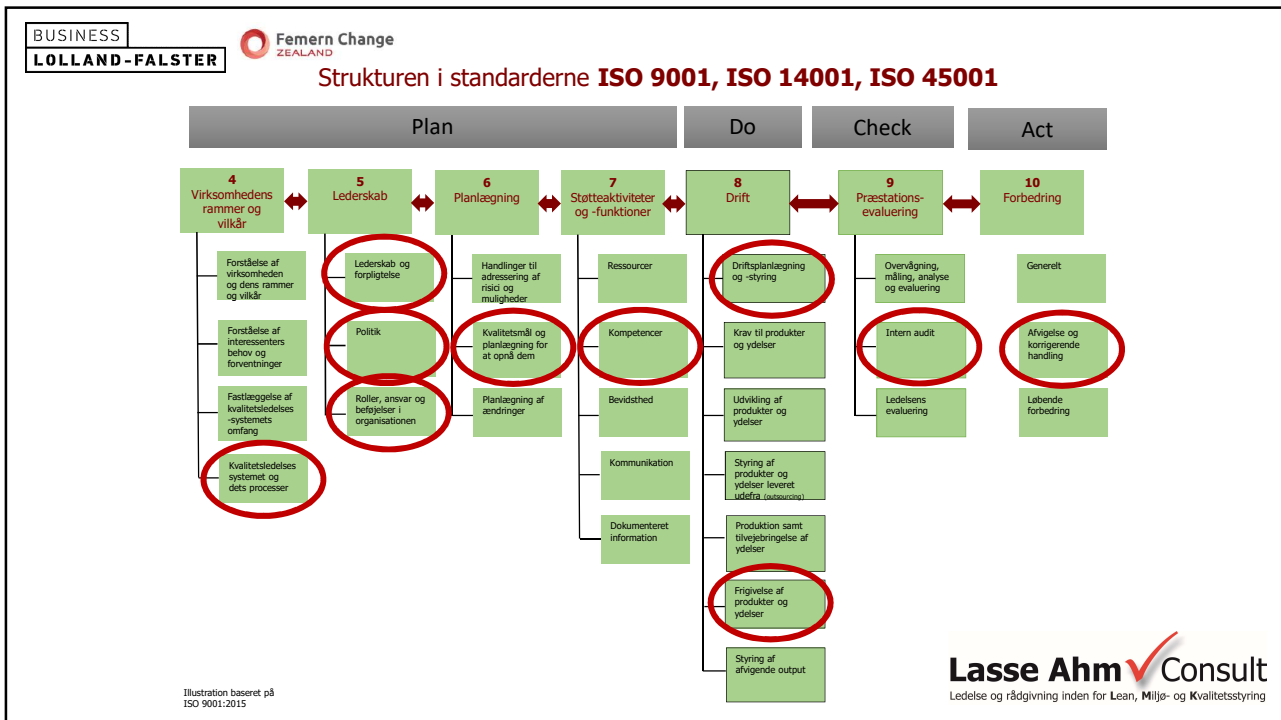 BUSINESS
LOLLAND-FALSTER
Femern Change
ZEALAND
Strukturen i standarderne ISO 9001, ISO 14001, ISO 45001
Plan
Do
Check
Act
4
Virksomhedens
rammer og
vilkår
5
Lederskab
6
Planlægning
7
Støtteaktiviteter
og -funktioner
8
Drift
9
Præstations-
evaluering
10
Forbedring
Forståelse af
virksomheden
og dens rammer
og vilkår
Forståelse af
interessenters
behov og
forventninger
Fastlæggelse af
kvalitetsledelses
-systemets
omfang
Kvalitetsledelses
systemet og
dets processer
Lederskab og
forpligtelse
Politik
Roller, ansvar og
beføjelser i
organisationen
Handlinger til
adressering af
risici og
muligheder
Kvalitetsmål og
planlægning for
at opnå dem
Planlægning af
ændringer
Ressourcer
Kompetencer
Bevidsthed
Kommunikation
Dokumenteret
information
Driftsplanlægning
og -styring
Krav til produkter
og ydelser
Udvikling af
produkter og
ydelser
Styring af
produkter og
ydelser leveret
udefra (outsourcing)
Produktion samt
tilvejebringelse af
ydelser
Frigivelse af
produkter og
ydelser
Styring af
afvigende output
Overvågning,
måling, analyse
og evaluering
Intern audit
Ledelsens
evaluering
Generelt
Afvigelse og
korrigerende
handling
Løbende
forbedring
Illustration baseret på
ISO 9001:2015
Lasse Ahm Consult
Ledelse og rådgivning inden for Lean, Miljø- og Kvalitetsstyring